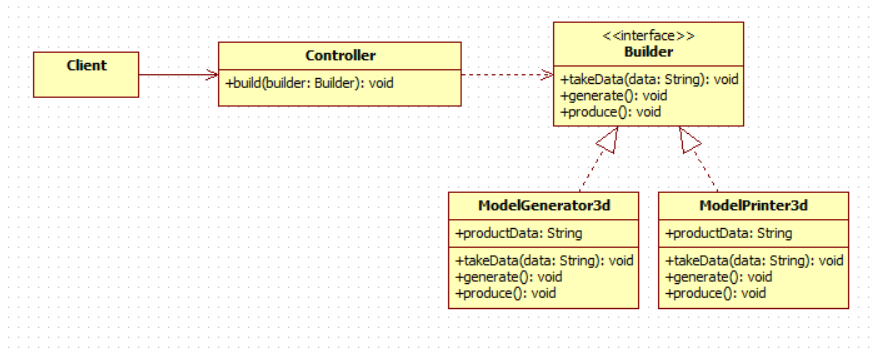 Client
Controller
+build(builder: Builder): void
<<interface>>
Builder
+takeData(data: String): void
+generate(): void
+produce(): void
ModelGenerator3d
+productData: String
+takeData(data: String): void
+generate(): void
+produce(): void
ModelPrinter3d
+productData: String
+takeData(data: String): void
+generate(): void
+produce(): void